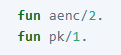 fun aenc/2.
fun pk/1.